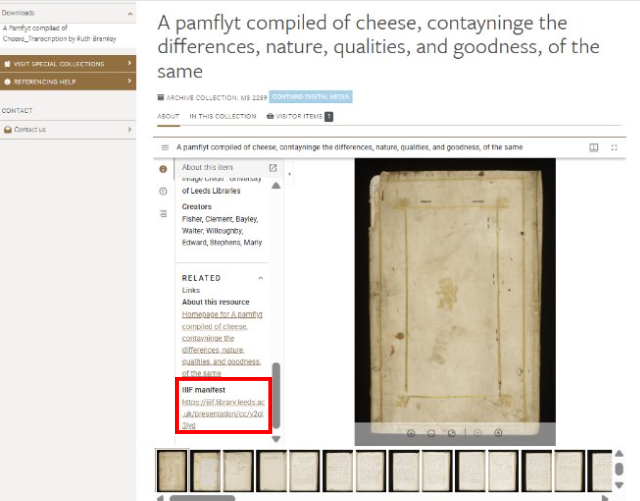 Downloads
A Pamflyt compiled of
Cheese_Transcription by Ruth Bramley
VISIT SPECIAL COLLECTIONS
REFERENCING HELP
CONTACT
Contact us
A pamflyt compiled of cheese, contayninge the
differences, nature, qualities, and goodness, of the
same
ARCHIVE COLLECTION: MS 2289 CONTAINS DIGITAL MEDIA
ABOUT IN THIS COLLECTION VISITOR ITEMS
A pamflyt compiled of cheese, contayninge the differences, nature, qualities, and goodness, of the same
About this item
Image Credit: University
of Leeds Libraries
Creators
Fisher, Clement, Bayley,
Walter, Willoughby,
Edward, Stephens, Marly
RELATED
Links
About this resource
Homepage for A pamflyt
compiled of cheese,
contayninge the
differences, nature,
qualities, and goodness,
of the same
IIIF manifest
https://iiif.library.leeds.ac
.uk/presentation/cc/